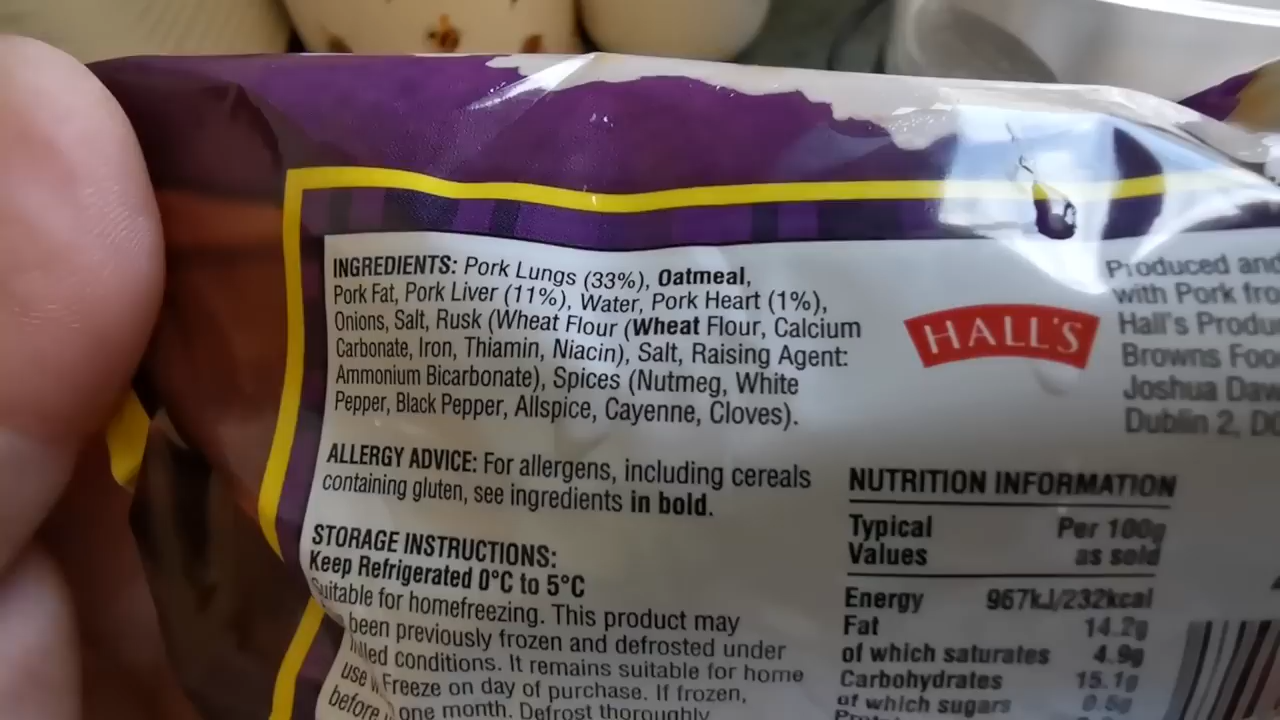 INGREDIENTS: Pork Lungs (33%), Oatmeal,
Pork Fat, Pork Liver (11%), Water, Pork Heart (1%),
Onions, Salt, Rusk (Wheat Flour (Wheat Flour, Calcium
Carbonate, Iron, Thiamin, Niacin), Salt, Raising Agent:
Ammonium Bicarbonate), Spices (Nutmeg, White
Pepper, Black Pepper, Allspice, Cayenne, Cloves).
ALLERGY ADVICE: For allergens, including cereals
containing gluten, see ingredients in bold.
STORAGE INSTRUCTIONS:
Keep Refrigerated 0°C to 5°C
Suitable for homefreezing. This product may
been previously frozen and defrosted under
conditions. It remains suitable for home
use Freeze on day of purchase. If frozen,
before one month. Defrost thoroughly
HALL'S
Produced and
with Pork
Hall's
Browns
Joshua
Dublin 2,
NUTRITION INFORMATION
Typical Per 100g
Values as sold
Energy 967kJ/232kcal
Fat 14.2g
of which saturates 4.9g
Carbohydrates 15.1g
of which sugars